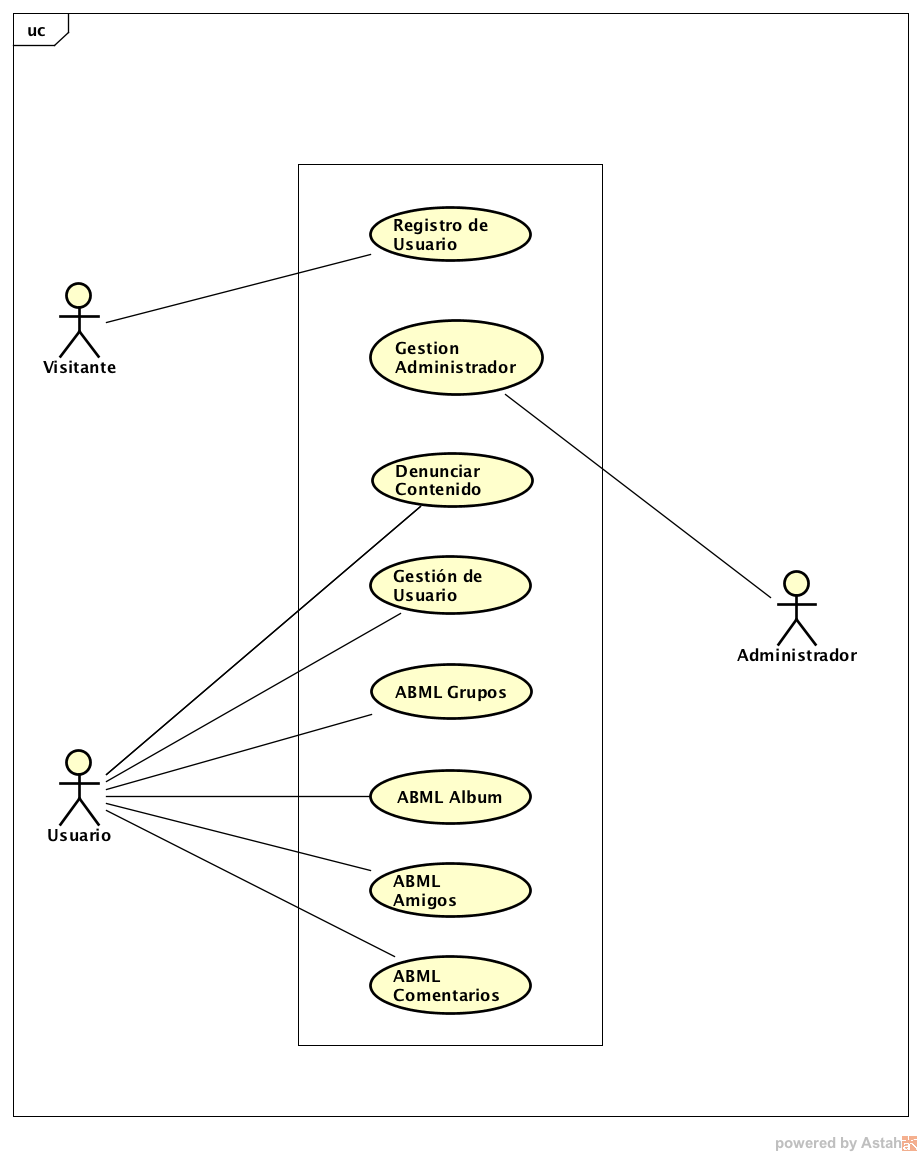 uc
Registro de
Usuario
Visitante
Gestion
Administrador
Denunciar
Contenido
Gestión de
Usuario
Administrador
ABML Grupos
Usuario
ABML Album
ABML
Amigos
ABML
Comentarios
powered by Astah